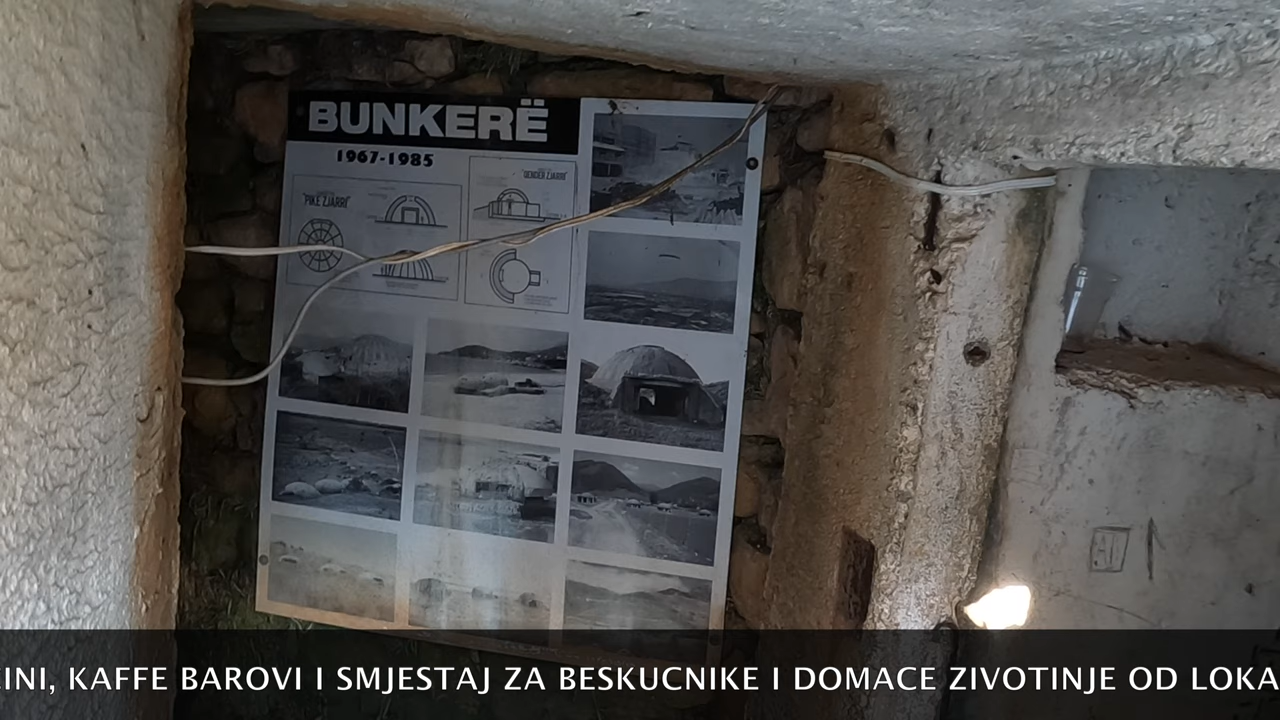 BUNKERË
1967-1985
"QENDËR ZJARRI"
"PIKË ZJARRI"
INI, KAFFE BAROVI I SMJESTAJ ZA BESKUCNIKE I DOMACE ZIVOTINJE OD LOKA